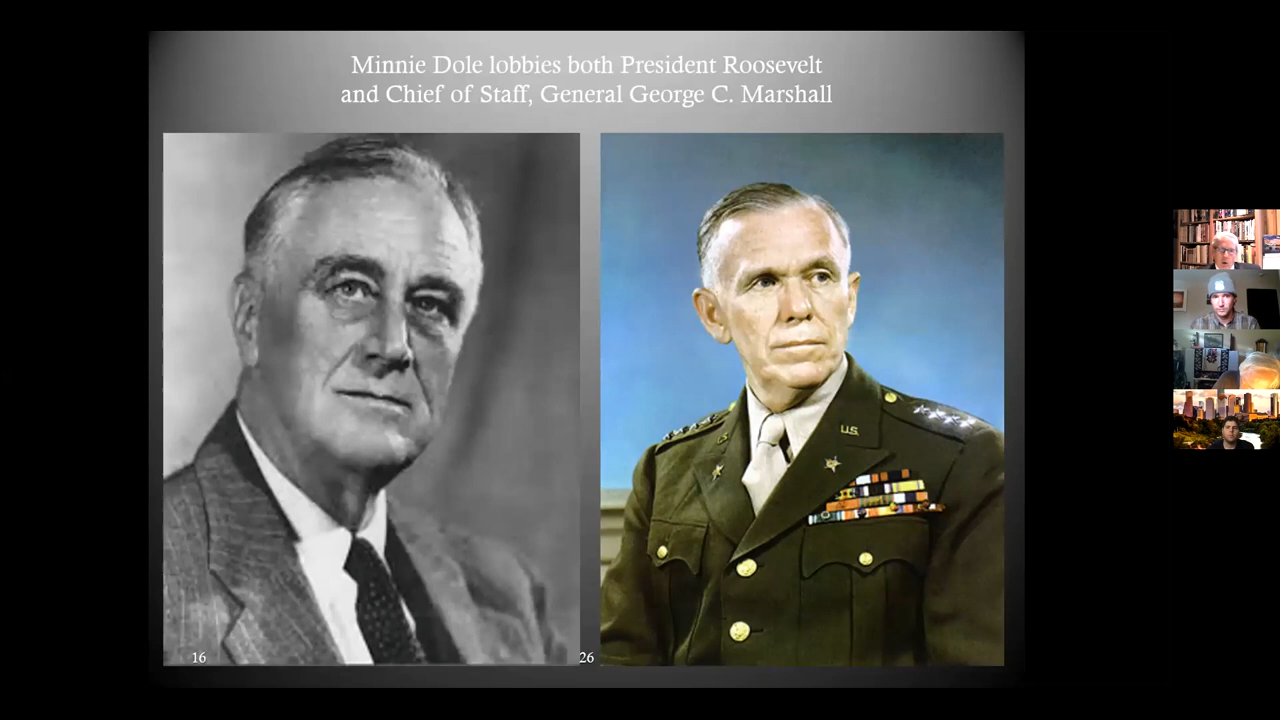 Minnie Dole lobbies both President Roosevelt
and Chief of Staff, General George C. Marshall
U.S.
16
26